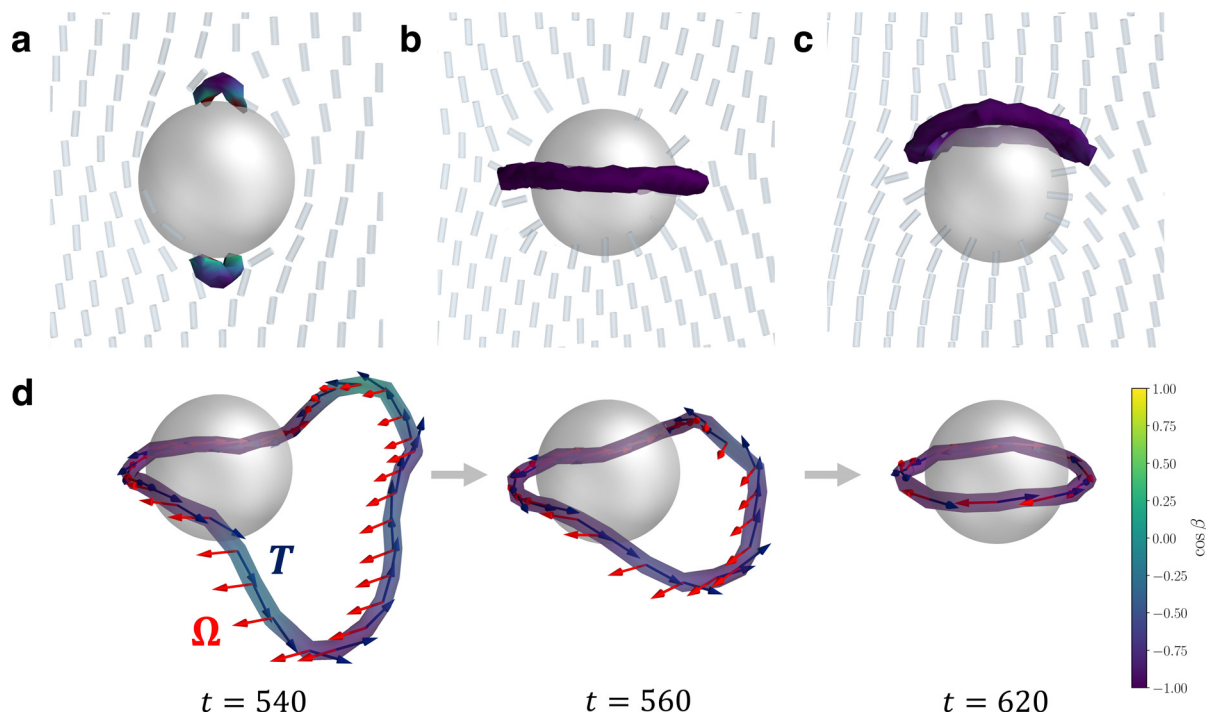 a
b
c
d
T
Ω
t = 540
t = 560
t = 620
1.00
0.75
0.50
0.25
0.00
−0.25
−0.50
−0.75
−1.00
cos β